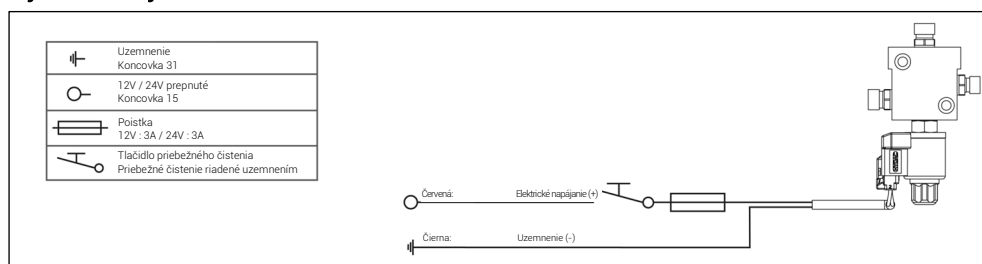 Uzemnenie
Koncovka 31
12V / 24V prepnuté
Koncovka 15
Poistka
12V : 3A / 24V : 3A
Tlačidlo priebežného čistenia
Priebežné čistenie riadené uzemnením
Červená: Elektrické napájanie (+)
Čierna: Uzemnenie (-)